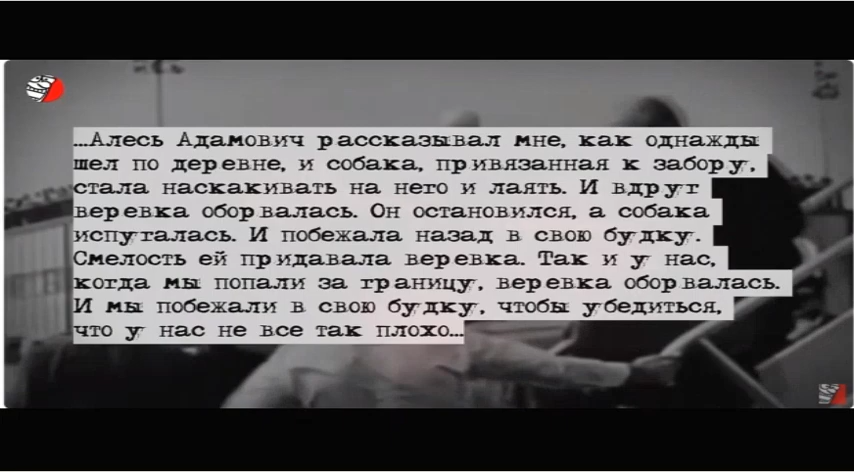 …Алесь Адамович рассказывал мне, как однажды
шел по деревне, и собака, привязанная к забору,
стала наскакивать на него и лаять. И вдруг
веревка оборвалась. Он остановился, а собака
испугалась. И побежала назад в свою будку.
Смелость ей придавала веревка. Так и у нас,
когда мы попали за границу, веревка оборвалась.
И мы побежали в свою будку, чтобы убедиться,
что у нас не все так плохо…